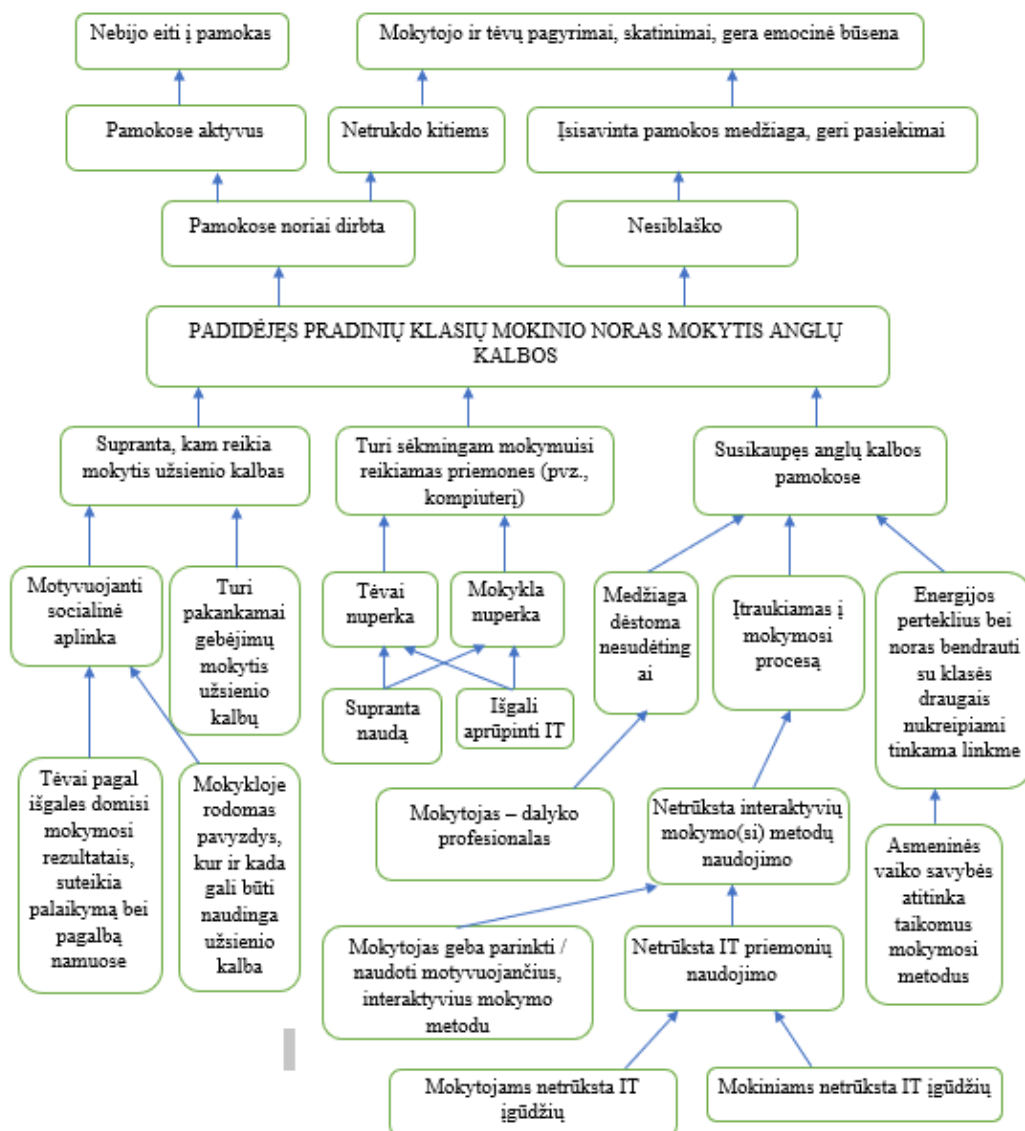 Nebijo eiti į pamokas
Mokytojo ir tėvų pagyrimai, skatinimai, gera emocinė būsena
Pamokose aktyvus
Netrukdo kitiems
Įsisavinta pamokos medžiaga, geri pasiekimai
Pamokose noriai dirbta
Nesiblaško
PADIDĖJĘS PRADINIŲ KLASIŲ MOKINIO NORAS MOKYTIS ANGLŲ
KALBOS
Supranta, kam reikia
mokytis užsienio kalbas
Turi sėkmingam mokymuisi
reikiamas priemones (pvz.,
kompiuterį)
Susikaupęs anglų kalbos
pamokose
Motyvuojanti
socialinė
aplinka
Turi
pakankamai
gebėjimų
mokytis
užsienio
kalbų
Tėvai
nuperka
Mokykla
nuperka
Medžiaga
dėstoma
nesudėting
ai
Įtraukiamas į
mokymosi
procesą
Energijos
perteklius bei
noras bendrauti
su klasės
draugais
nukreipiami
tinkama linkme
Supranta
naudą
Išgali
aprūpinti IT
Tėvai pagal
išgales domisi
mokymosi
rezultatais,
suteikia
palaikymą bei
pagalbą
namuose
Mokykloje
rodomas
pavyzdys,
kur ir kada
gali būti
naudinga
užsienio
kalba
Mokytojas – dalyko
profesionalas
Netrūksta interaktyvių
mokymo(si) metodų
naudojimo
Asmeninės
vaiko savybės
atitinka
taikomus
mokymosi
metodus
Mokytojas geba parinkti /
naudoti motyvuojančius,
interaktyvius mokymo
metodu
Netrūksta IT priemonių
naudojimo
Mokytojams netrūksta IT
įgūdžių
Mokiniams netrūksta IT įgūdžių